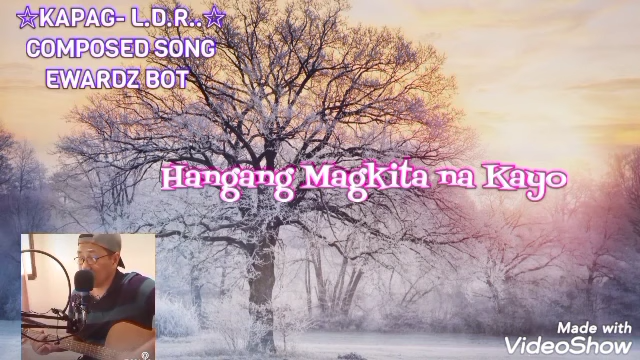 ☆KAPAG- L.D.R..☆
COMPOSED SONG
EWARDZ BOT
Hangang Magkita na Kayo
Made with
VideoShow